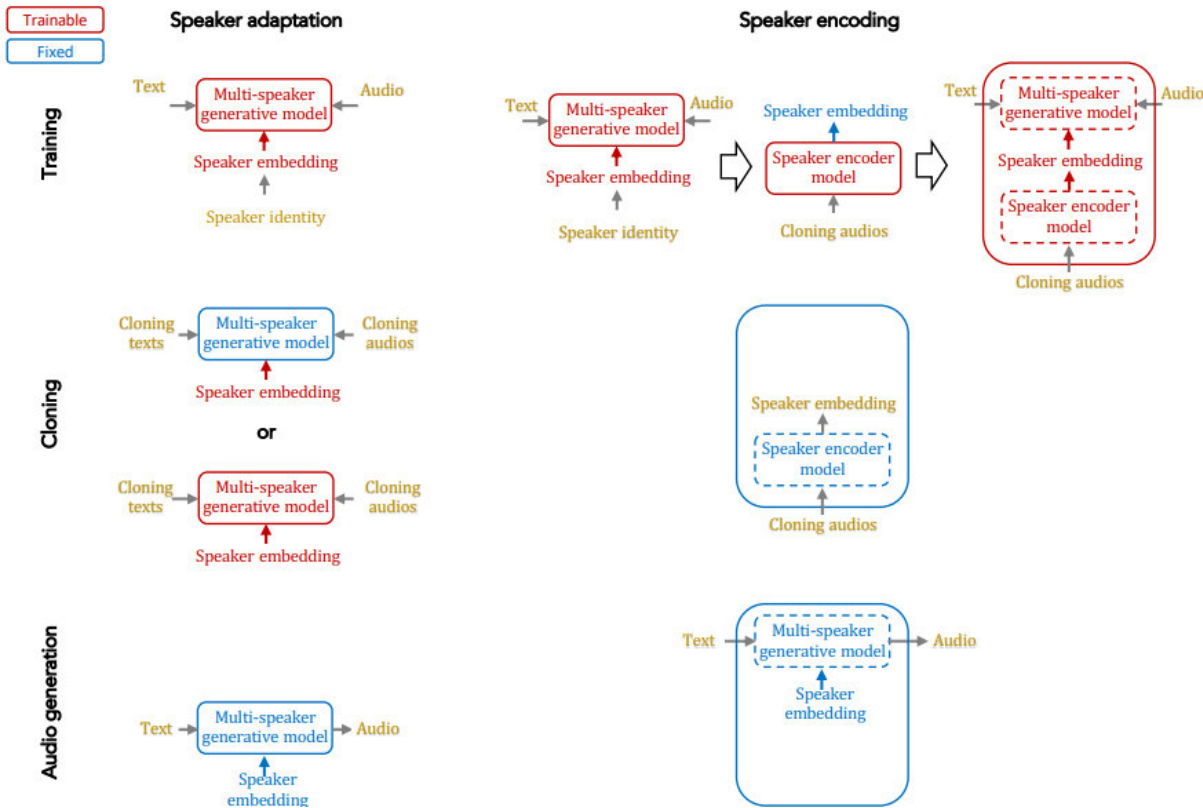 Trainable
Fixed
Speaker adaptation
Speaker encoding
Training
Text
Multi-speaker
generative model
Audio
Speaker embedding
Speaker identity
Text
Multi-speaker
generative model
Audio
Speaker embedding
Speaker identity
Speaker embedding
Speaker encoder
model
Cloning audios
Text
Multi-speaker
generative model
Audio
Speaker embedding
Speaker encoder
model
Cloning audios
Cloning
Cloning
texts
Multi-speaker
generative model
Cloning
audios
Speaker embedding
or
Cloning
texts
Multi-speaker
generative model
Cloning
audios
Speaker embedding
Speaker embedding
Speaker encoder
model
Cloning audios
Audio generation
Text
Multi-speaker
generative model
Audio
Speaker
embedding
Text
Multi-speaker
generative model
Audio
Speaker
embedding